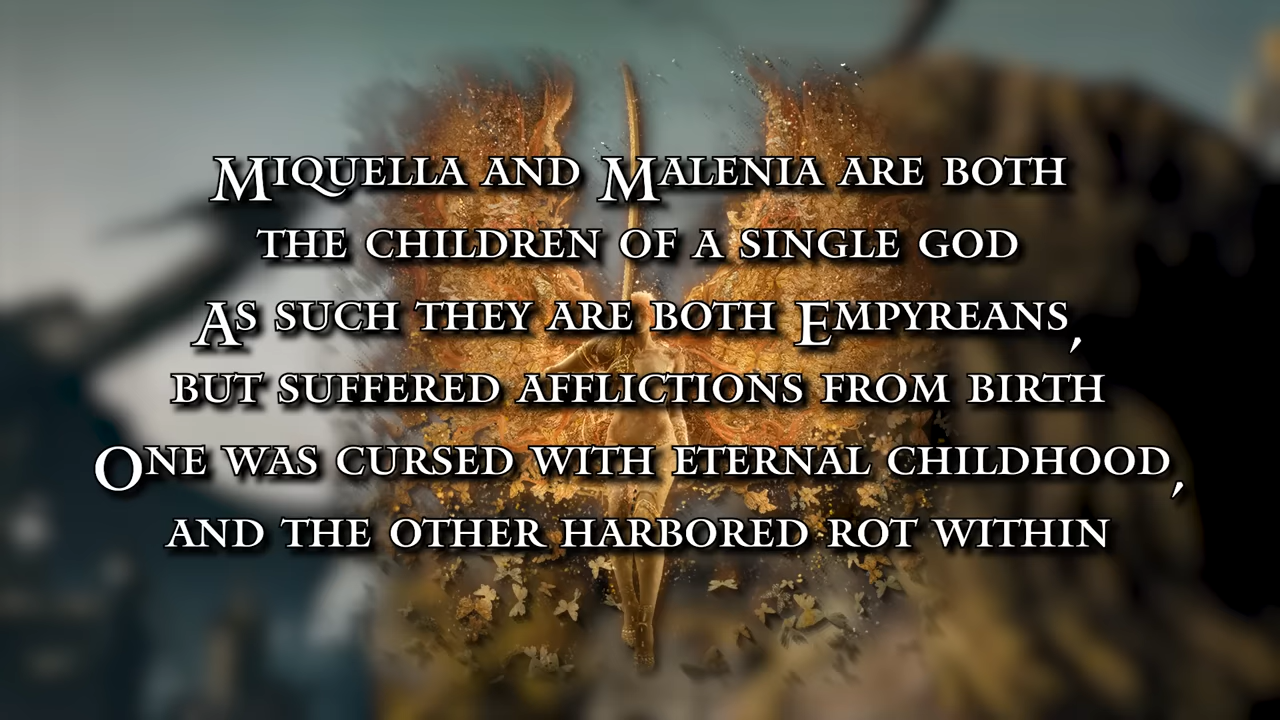 Miquella and Malenia are both
the children of a single god
As such they are both Empyreans,
but suffered afflictions from birth
One was cursed with eternal childhood,
and the other harbored rot within